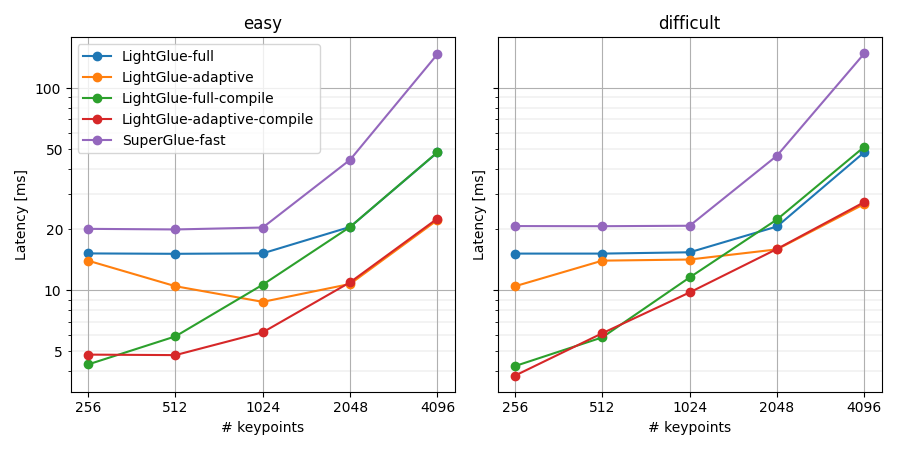 easy
difficult
LightGlue-full
LightGlue-adaptive
LightGlue-full-compile
LightGlue-adaptive-compile
SuperGlue-fast
Latency [ms]
100
50
20
10
5
256 512 1024 2048 4096
# keypoints
Latency [ms]
256 512 1024 2048 4096
# keypoints